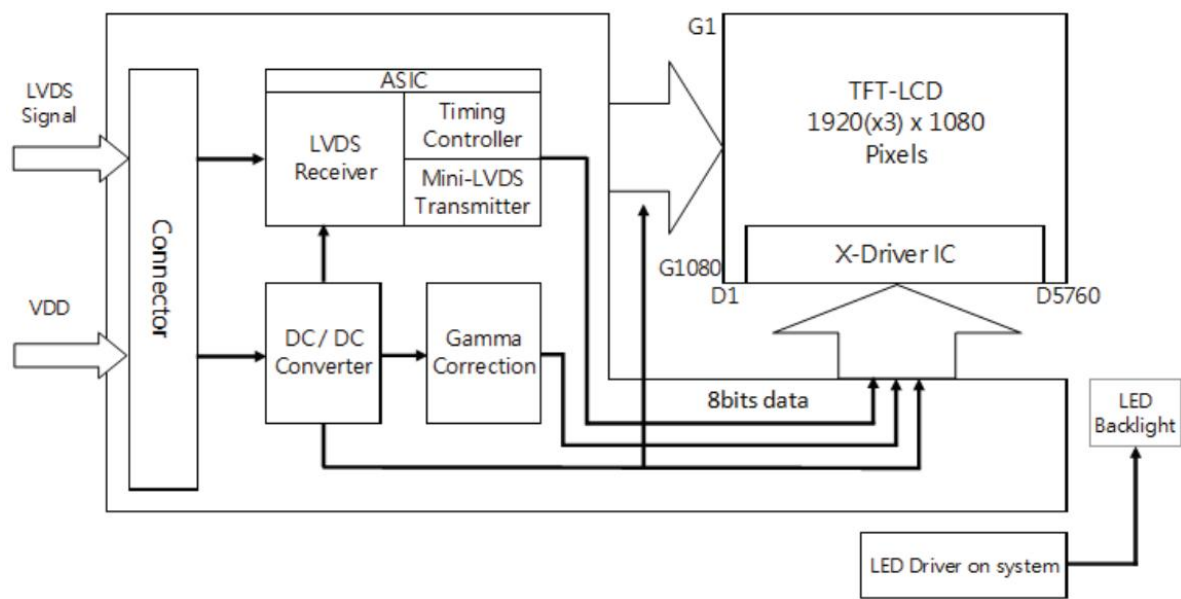 LVDS
Signal
VDD
Connector
ASIC
LVDS
Receiver
Timing
Controller
Mini-LVDS
Transmitter
DC/ DC
Converter
Gamma
Correction
8bits data
G1
TFT-LCD
1920(x3) x 1080
Pixels
G1080
X-Driver IC
D1
D5760
LED
Backlight
LED Driver on system